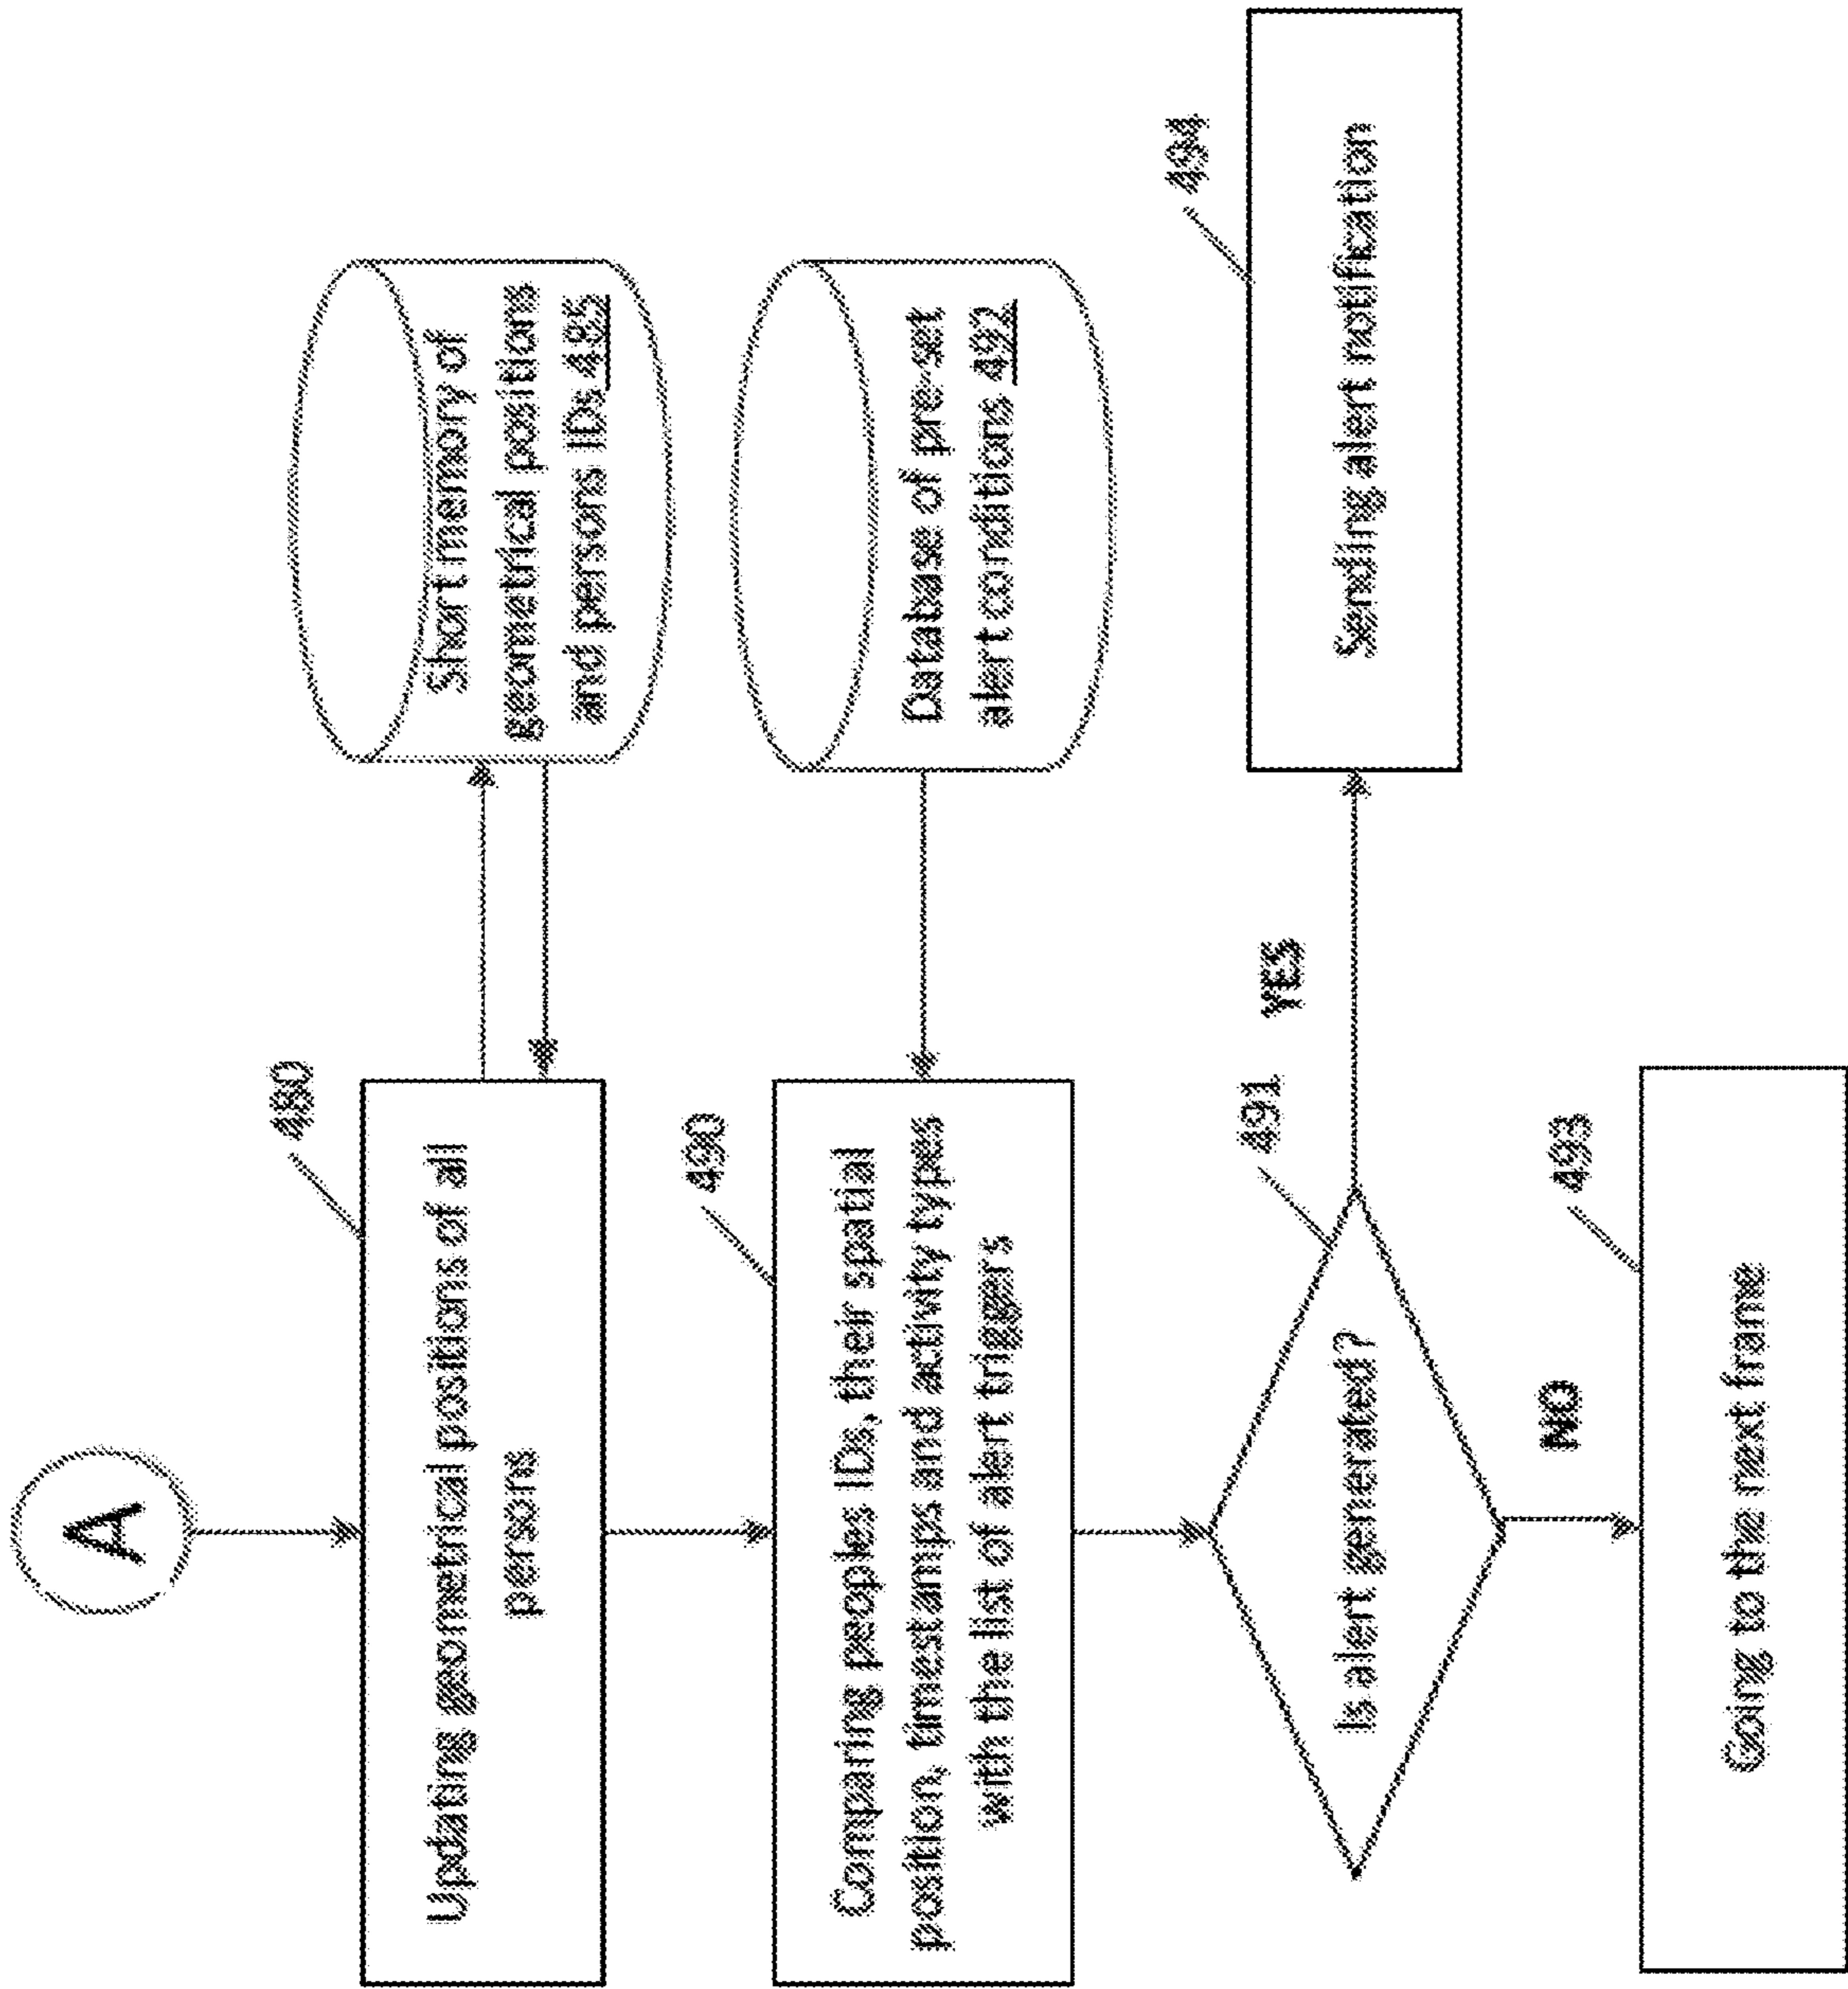 A
480
Updating geometrical positions of all
persons
Short memory of
geometrical positions
and persons IDs 485
490
Comparing peoples IDs, their spatial
position, timestamps and activity types
with the list of alert triggers
Database of pre-set
alert conditions 492
491
YES
Is alert generated?
494
Sending alert notification
NO
493
Going to the next frame